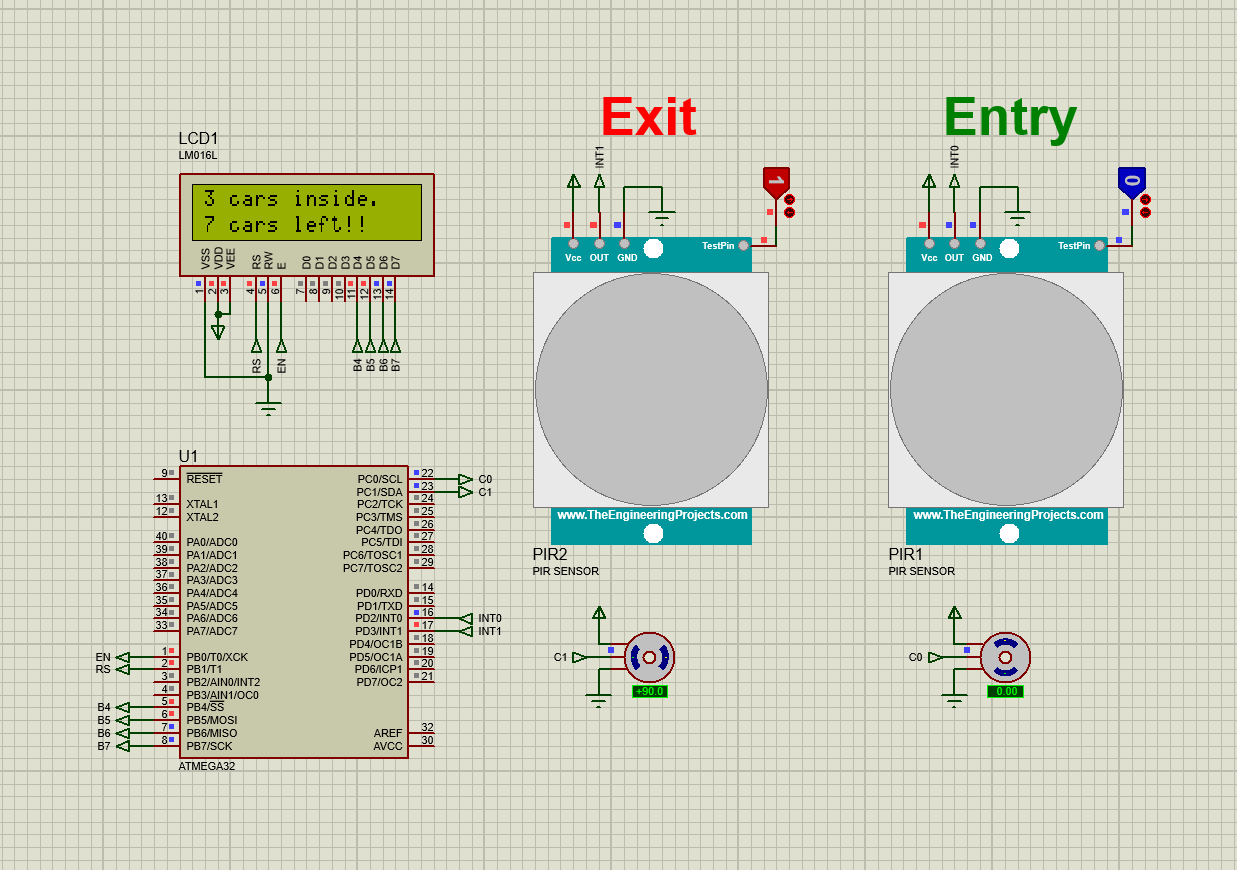 Exit
Entry
LCD1
LM016L
3 cars inside.
7 cars left!!
VSS
VDD
VEE
RS
RW
E
D0
D1
D2
D3
D4
D5
D6
D7
1
2
3
4
5
6
7
8
9
10
11
12
13
14
RS
EN
B4
B5
B6
B7
INT1
1
Vcc
OUT
GND
TestPin
www.TheEngineeringProjects.com
PIR2
PIR SENSOR
INT0
0
Vcc
OUT
GND
TestPin
www.TheEngineeringProjects.com
PIR1
PIR SENSOR
U1
9 RESET
13 XTAL1
12 XTAL2
40 PA0/ADC0
39 PA1/ADC1
38 PA2/ADC2
37 PA3/ADC3
36 PA4/ADC4
35 PA5/ADC5
34 PA6/ADC6
33 PA7/ADC7
EN 1 PB0/T0/XCK
RS 2 PB1/T1
3 PB2/AIN0/INT2
4 PB3/AIN1/OC0
B4 5 PB4/SS
B5 6 PB5/MOSI
B6 7 PB6/MISO
B7 8 PB7/SCK
PC0/SCL 22 C0
PC1/SDA 23 C1
PC2/TCK 24
PC3/TMS 25
PC4/TDO 26
PC5/TDI 27
PC6/TOSC1 28
PC7/TOSC2 29
PD0/RXD 14
PD1/TXD 15
PD2/INT0 16 INT0
PD3/INT1 17 INT1
PD4/OC1B 18
PD5/OC1A 19
PD6/ICP1 20
PD7/OC2 21
AREF 32
AVCC 30
ATMEGA32
C1
+90.0
C0
0.00